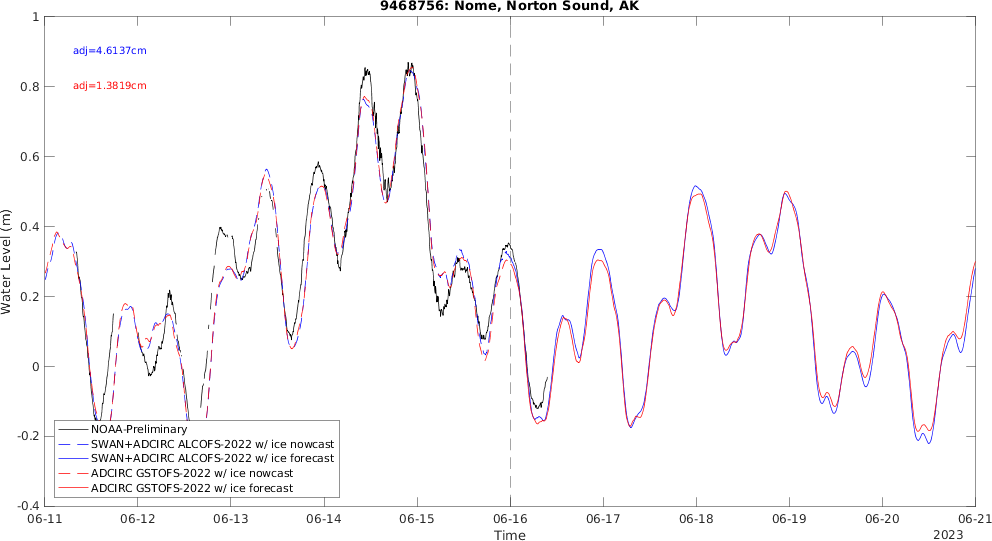 9468756: Nome, Norton Sound, AK
1
adj=4.6137cm
0.8
adj=1.3819cm
0.6
0.4
Water Level (m)
0.2
0
-0.2
-0.4
NOAA-Preliminary
SWAN+ADCIRC ALCOFS-2022 w/ ice nowcast
SWAN+ADCIRC ALCOFS-2022 w/ ice forecast
ADCIRC GSTOFS-2022 w/ ice nowcast
ADCIRC GSTOFS-2022 w/ ice forecast
06-11 06-12 06-13 06-14 06-15 06-16 06-17 06-18 06-19 06-20 06-21
Time
2023